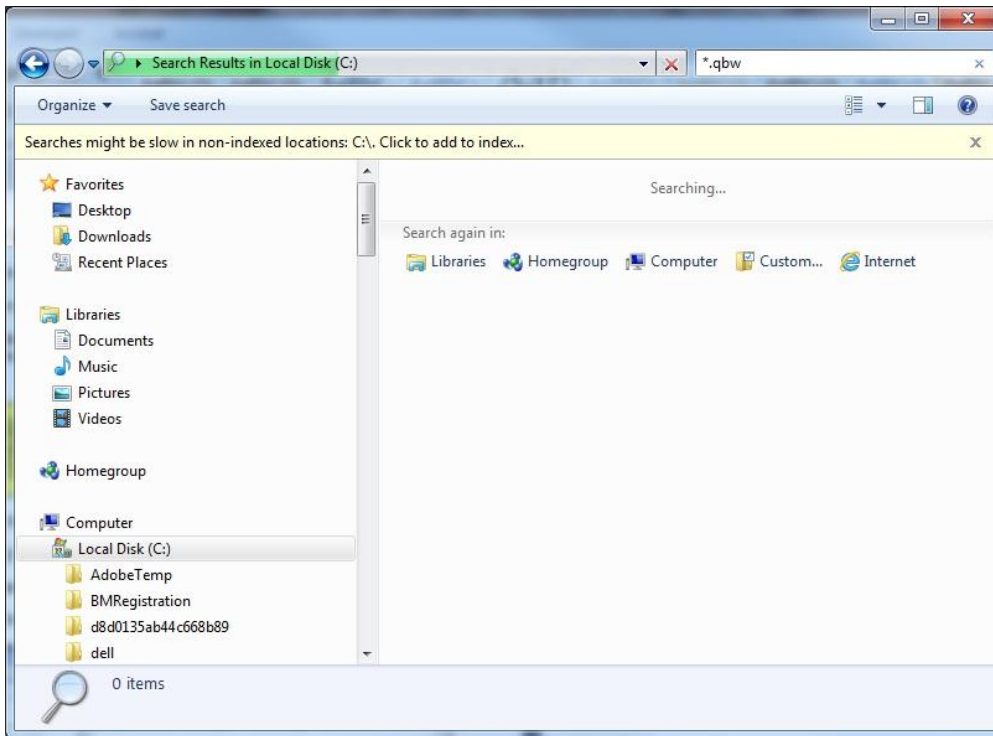 Search Results in Local Disk (C:)
*.qbw
Organize
Save search
Searches might be slow in non-indexed locations: C:\. Click to add to index...
Favorites
Desktop
Downloads
Recent Places
Libraries
Documents
Music
Pictures
Videos
Homegroup
Computer
Local Disk (C:)
AdobeTemp
BMRegistration
d8d0135ab44c668b89
dell
Searching...
Search again in:
Libraries Homegroup Computer Custom... Internet
0 items